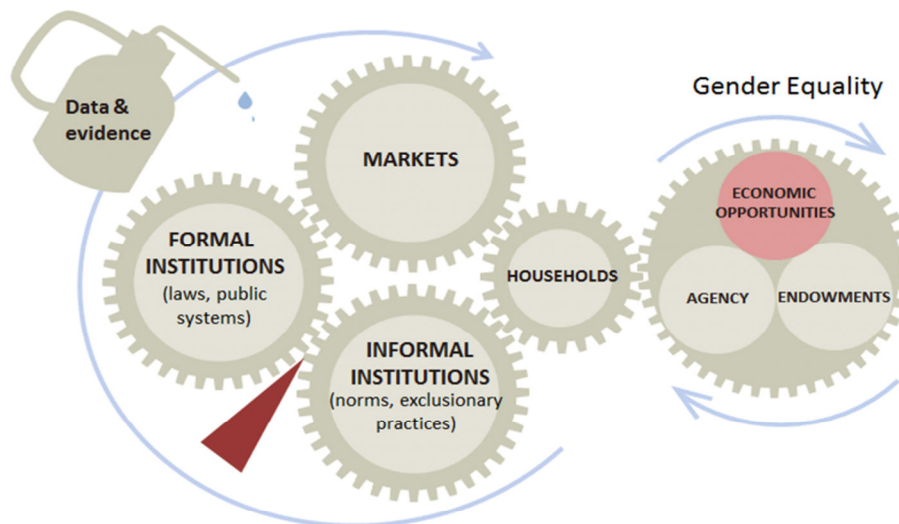 Data &
evidence
MARKETS
FORMAL
INSTITUTIONS
(laws, public
systems)
INFORMAL
INSTITUTIONS
(norms, exclusionary
practices)
HOUSEHOLDS
Gender Equality
ECONOMIC
OPPORTUNITIES
AGENCY
ENDOWMENTS